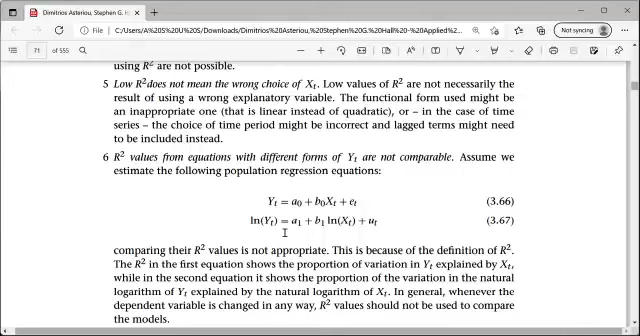 Dimitrios Asteriou, Stephen G. H
File
C:/Users/A%20S%20U%20S/Downloads/Dimitrios%20Asteriou,%20Stephen%20G.%20Hall%20-%20Applied%2...
Not syncing
71 of 555
using R² are not possible.
5 Low R² does not mean the wrong choice of Xt. Low values of R² are not necessarily the
result of using a wrong explanatory variable. The functional form used might be
an inappropriate one (that is linear instead of quadratic), or – in the case of time
series – the choice of time period might be incorrect and lagged terms might need
to be included instead.
6 R² values from equations with different forms of Yt are not comparable. Assume we
estimate the following population regression equations:
Yt = a0 + b0Xt + et (3.66)
ln(Yt) = a1 + b1 ln(Xt) + ut (3.67)
comparing their R² values is not appropriate. This is because of the definition of R².
The R² in the first equation shows the proportion of variation in Yt explained by Xt,
while in the second equation it shows the proportion of the variation in the natural
logarithm of Yt explained by the natural logarithm of Xt. In general, whenever the
dependent variable is changed in any way, R² values should not be used to compare
the models.